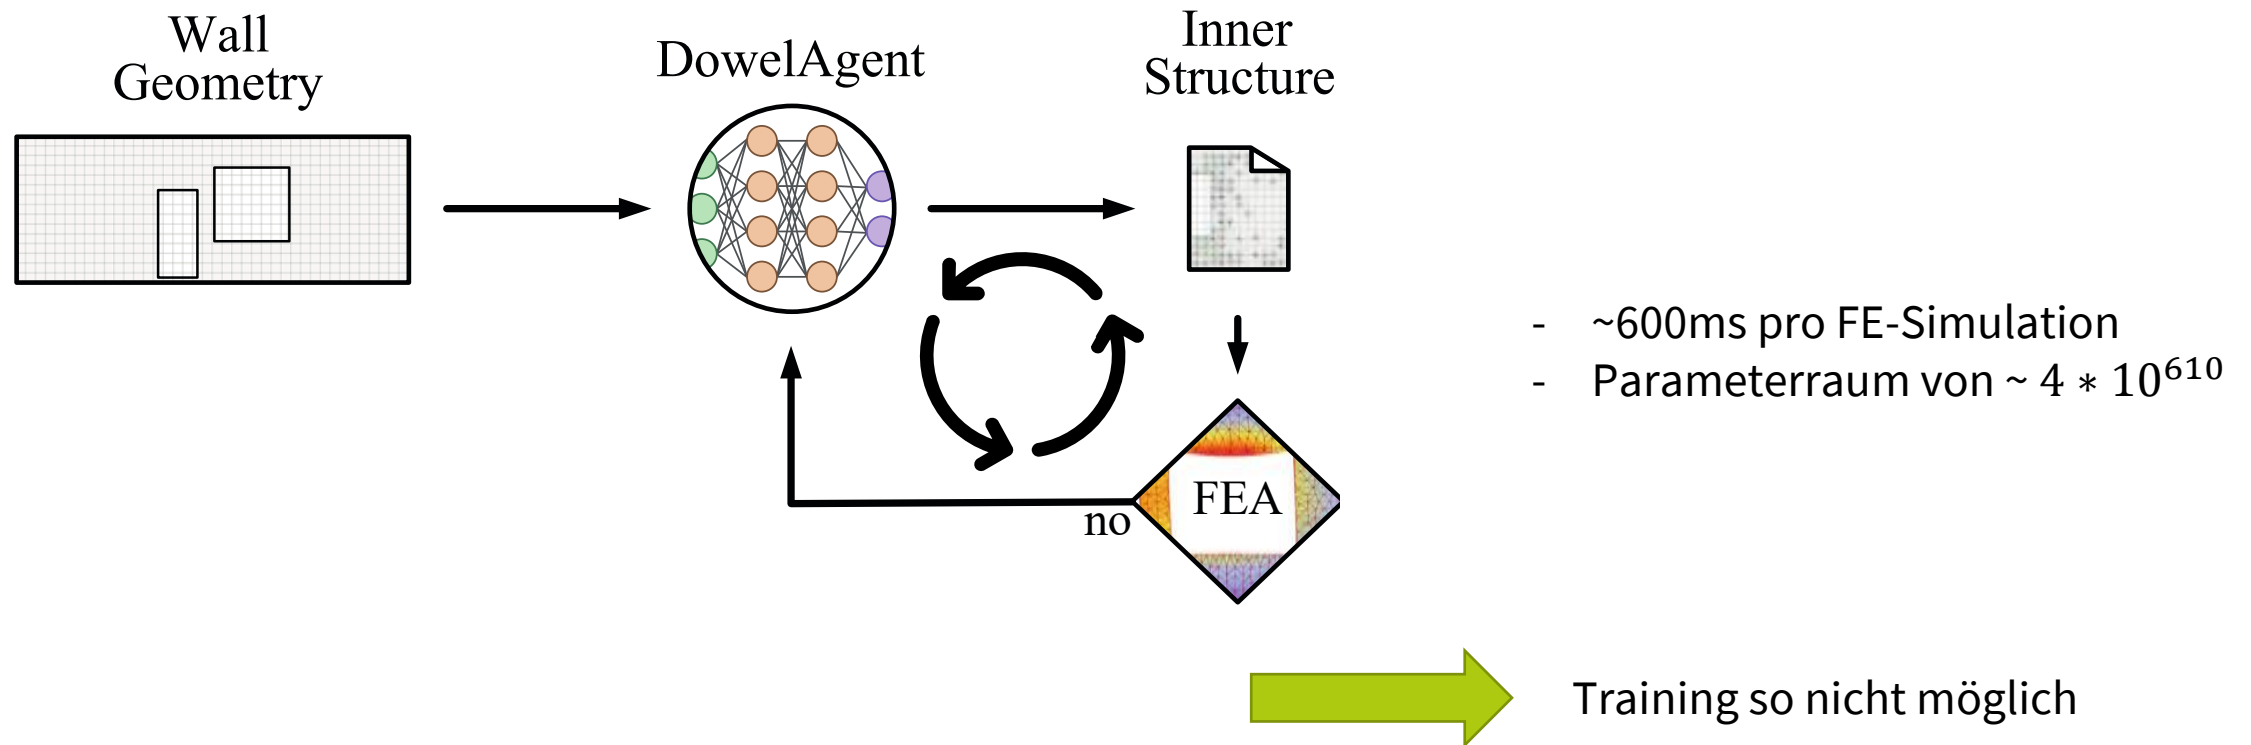 Wall
Geometry
DowelAgent
Inner
Structure
- ~600ms pro FE-Simulation
- Parameterraum von ~ 4 ∗ 10⁶¹⁰
FEA
no
Training so nicht möglich